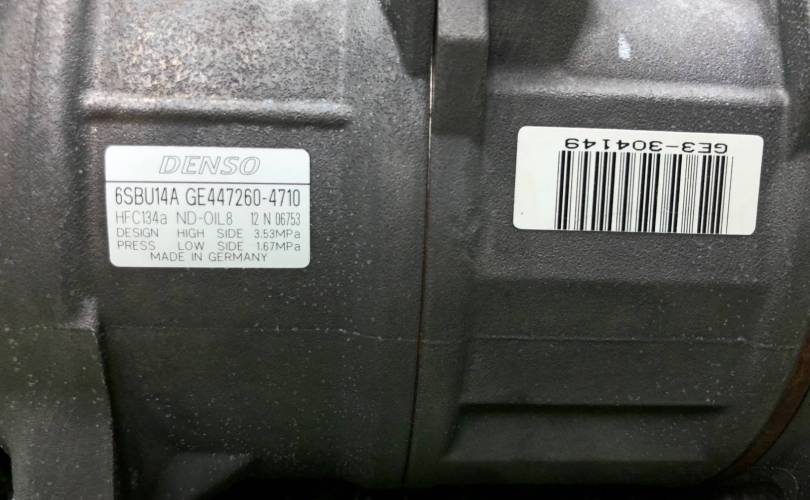 DENSO
6SBU14A GE447260-4710
HFC134a ND-OIL8 12 N 06753
DESIGN HIGH SIDE 3.53MPa
PRESS LOW SIDE 1.67MPa
MADE IN GERMANY
GE3-304149